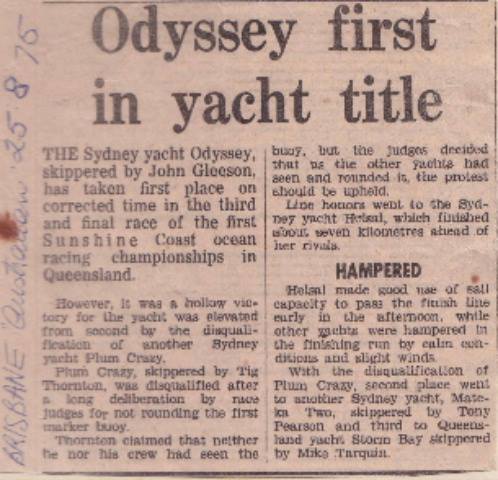 Odyssey first
in yacht title
THE Sydney yacht Odyssey,
skippered by John Gleeson,
has taken first place on
corrected time in the third
and final race of the first
Sunshine Coast ocean
racing championships in
Queensland.
However, it was a hollow vic-
tory for the yacht was elevated
from second by the disquali-
fication of another Sydney
yacht Plum Crazy.
Plum Crazy, skippered by Tig
Thornton, was disqualified after
a long deliberation by race
judges for not rounding the first
marker buoy.
Thornton claimed that neither
he nor his crew had seen the
buoy, but the judges decided
that as the other yachts had
seen and rounded it, the protest
should be upheld.
Line honors went to the Syd-
ney yacht Helsal, which finished
about seven kilometres ahead of
her rivals.
HAMPERED
Helsal made good use of sail
capacity to pass the finish line
early in the afternoon, while
other yachts were hampered in
the finishing run by calm con-
ditions and slight winds.
With the disqualification of
Plum Crazy, second place went
to another Sydney yacht, Mate-
ka Two, skippered by Tony
Pearson and third to Queens-
land yacht Storm Bay skippered
by Mike Tarquin.
BRISBANE "Australian" 25·8·75